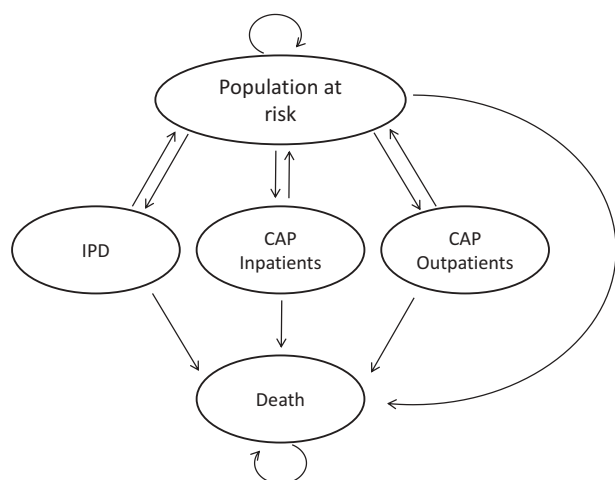 Population at
risk
IPD
CAP
Inpatients
CAP
Outpatients
Death